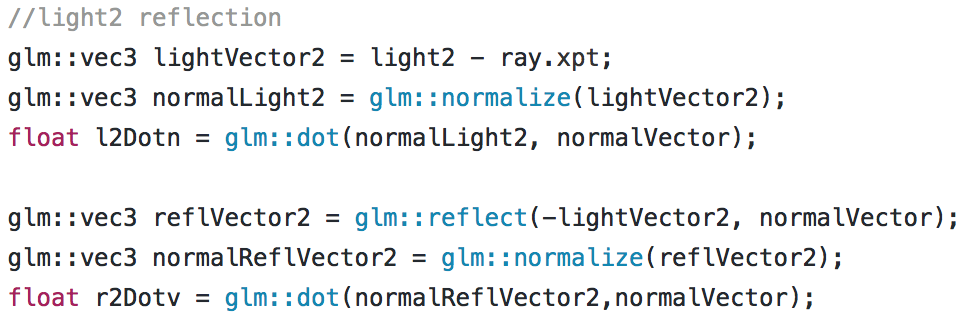 //light2 reflection
glm::vec3 lightVector2 = light2 - ray.xpt;
glm::vec3 normalLight2 = glm::normalize(lightVector2);
float l2Dotn = glm::dot(normalLight2, normalVector);
glm::vec3 reflVector2 = glm::reflect(-lightVector2, normalVector);
glm::vec3 normalReflVector2 = glm::normalize(reflVector2);
float r2Dotv = glm::dot(normalReflVector2,normalVector);